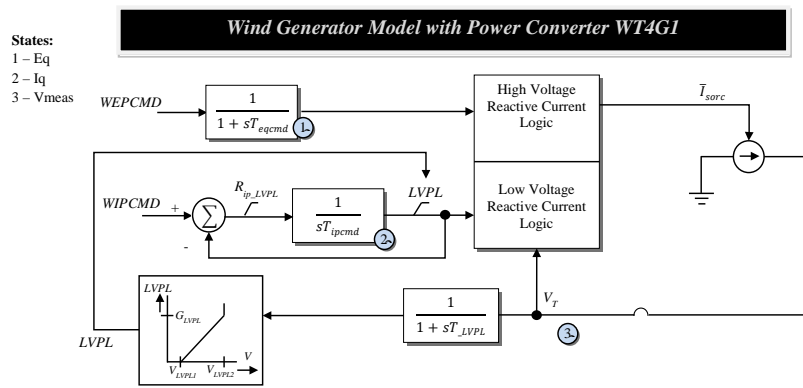 Wind Generator Model with Power Converter WT4G1
States:
1 – Eq
2 – Iq
3 – Vmeas
WEPCMD
1
1 + sT_eqcmd
1
High Voltage
Reactive Current
Logic
Ī_sorc
WIPCMD
+
-
Σ
R_ip_LVPL
1
sT_ipcmd
2
LVPL
Low Voltage
Reactive Current
Logic
LVPL
LVPL
G_LVPL
V
V_LVPL1
V_LVPL2
1
1 + sT_LVPL
V_T
3